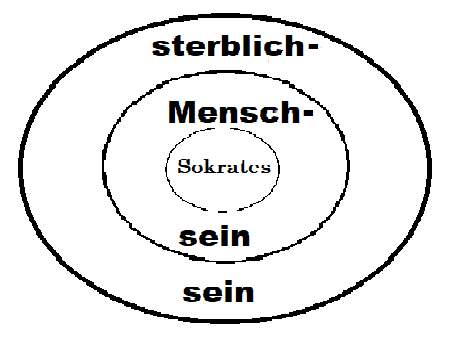 sterblich-
Mensch-
Sokrates
sein
sein